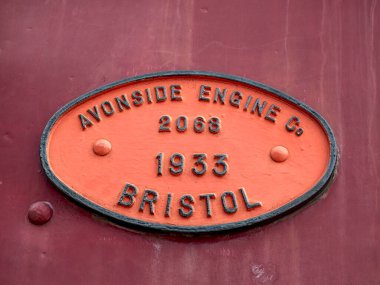 AVONSIDE ENGINE Co
2068
1933
BRISTOL